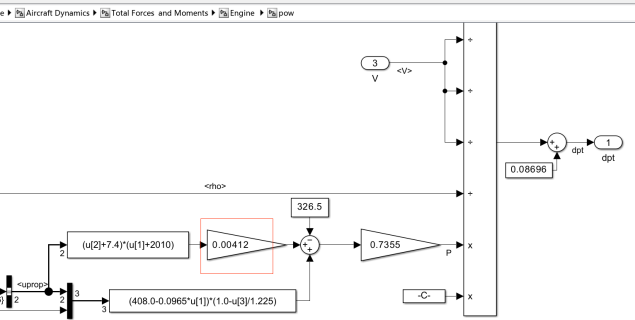 e ▸ Aircraft Dynamics ▸ Total Forces and Moments ▸ Engine ▸ pow
3
V
<V>
÷
÷
÷
÷
x
x
+
+
dpt
1
dpt
0.08696
<rho>
326.5
(u[2]+7.4)*(u[1]+2010)
2
0.00412
−
+
+
0.7355
P
<uprop>
2
2
3
3
(408.0-0.0965*u[1])*(1.0-u[3]/1.225)
-C-